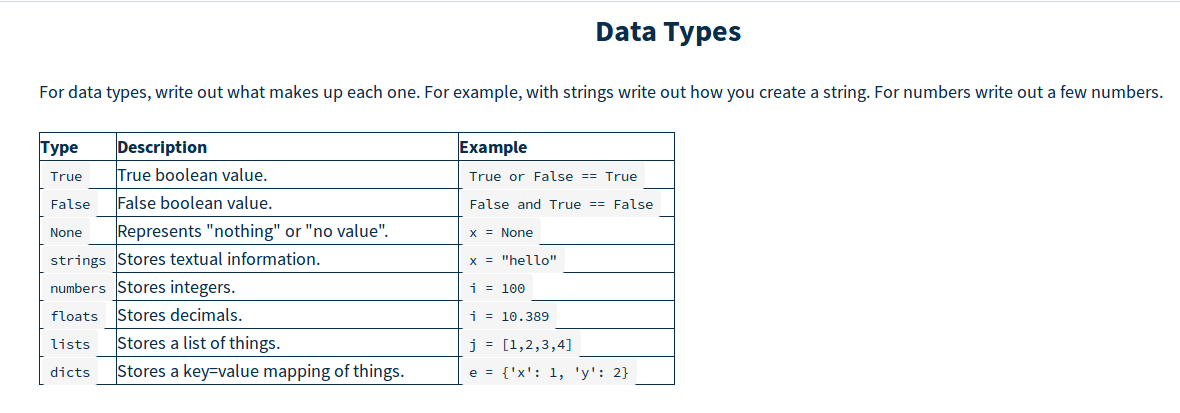 Data Types
For data types, write out what makes up each one. For example, with strings write out how you create a string. For numbers write out a few numbers.
Type Description Example
True True boolean value. True or False == True
False False boolean value. False and True == False
None Represents "nothing" or "no value". x = None
strings Stores textual information. x = "hello"
numbers Stores integers. i = 100
floats Stores decimals. i = 10.389
lists Stores a list of things. j = [1,2,3,4]
dicts Stores a key=value mapping of things. e = {'x': 1, 'y': 2}